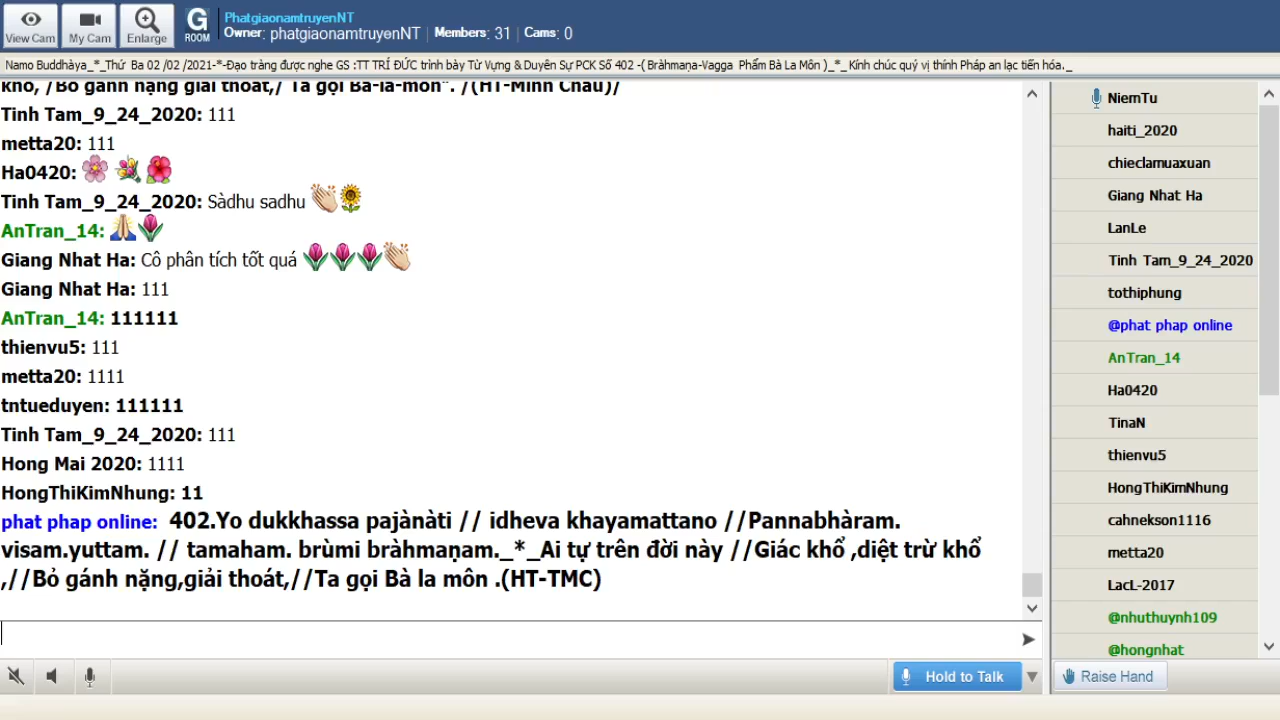 View Cam
My Cam
Enlarge
G
ROOM
PhatgiaonamtruyenNT
Owner: phatgiaonamtruyenNT | Members: 31 | Cams: 0
Namo Buddhàya_*_Thứ Ba 02 /02 /2021-*-Đạo tràng được nghe GS :TT TRÍ ĐỨC trình bày Từ Vựng & Duyên Sự PCK Số 402 -( Bràhmaṇa-Vagga Phẩm Bà La Môn )_*_ Kính chúc quý vị thính Pháp an lạc tiến hóa._
khổ, /Bỏ gánh nặng giải thoát,/ Ta gọi Bà-la-môn". /(HT-Minh Châu)/
Tinh Tam_9_24_2020: 111
metta20: 111
Ha0420:
Tinh Tam_9_24_2020: Sàdhu sadhu
AnTran_14:
Giang Nhat Ha: Cô phân tích tốt quá
Giang Nhat Ha: 111
AnTran_14: 111111
thienvu5: 111
metta20: 1111
tntueduyen: 111111
Tinh Tam_9_24_2020: 111
Hong Mai 2020: 1111
HongThiKimNhung: 11
phat phap online: 402.Yo dukkhassa pajànàti // idheva khayamattano //Pannabhàram.
visam.yuttam. // tamaham. brùmi bràhmaṇam._*_Ai tự trên đời này //Giác khổ ,diệt trừ khổ
,//Bỏ gánh nặng,giải thoát,//Ta gọi Bà la môn .(HT-TMC)
NiemTu
haiti_2020
chieclamuaxuan
Giang Nhat Ha
LanLe
Tinh Tam_9_24_2020
tothiphung
@phat phap online
AnTran_14
Ha0420
TinaN
thienvu5
HongThiKimNhung
cahnekson1116
metta20
LacL-2017
@nhuthuynh109
@hongnhat
Hold to Talk
Raise Hand